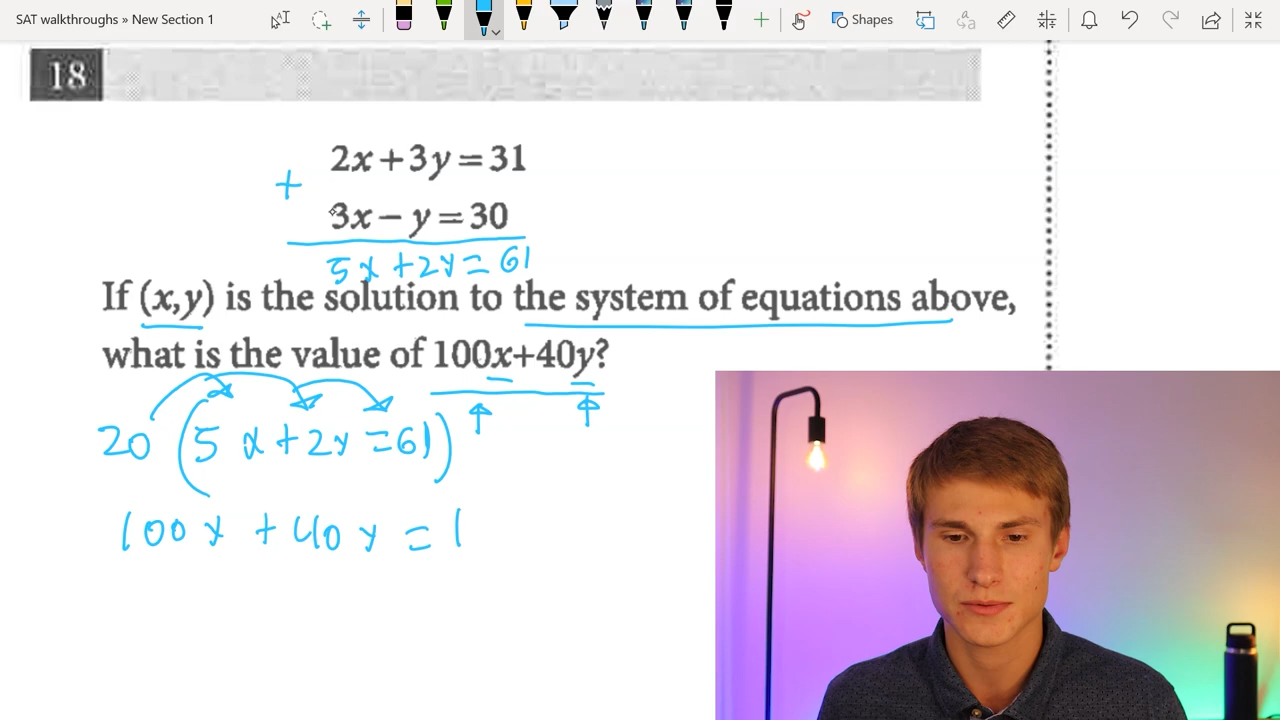 SAT walkthroughs » New Section 1
Shapes
18
2x+3y=31
+
3x−y=30
5x+2y=61
If (x,y) is the solution to the system of equations above,
what is the value of 100x+40y?
20 (5x+2y=61)
100x+40y=1